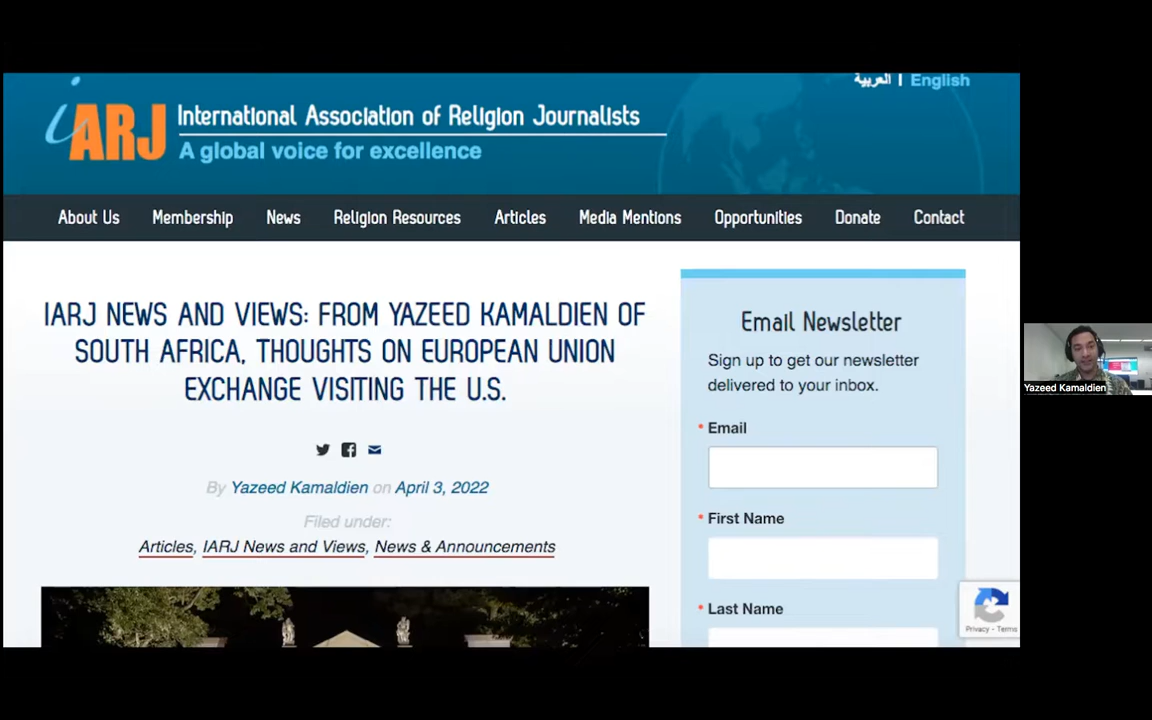 العربية | English
iARJ
International Association of Religion Journalists
A global voice for excellence
About Us Membership News Religion Resources Articles Media Mentions Opportunities Donate Contact
IARJ NEWS AND VIEWS: FROM YAZEED KAMALDIEN OF
SOUTH AFRICA, THOUGHTS ON EUROPEAN UNION
EXCHANGE VISITING THE U.S.
By Yazeed Kamaldien on April 3, 2022
Filed under:
Articles, IARJ News and Views, News & Announcements
Email Newsletter
Sign up to get our newsletter
delivered to your inbox.
* Email
* First Name
* Last Name
Privacy - Terms
Yazeed Kamaldien